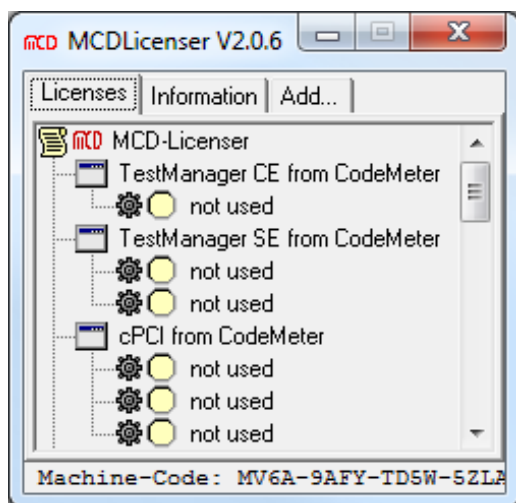 MCD MCDLicenser V2.0.6
Licenses Information Add...
MCD MCD-Licenser
TestManager CE from CodeMeter
not used
TestManager SE from CodeMeter
not used
not used
cPCI from CodeMeter
not used
not used
not used
Machine-Code: MV6A-9AFY-TD5W-5ZLA